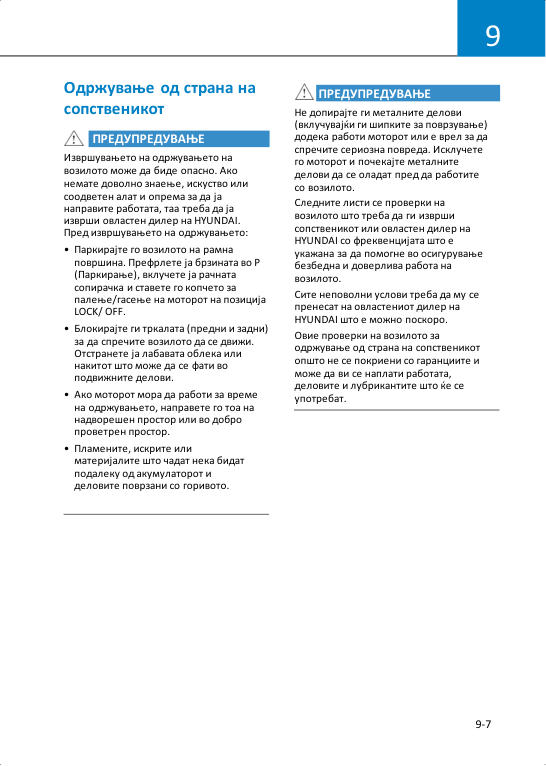 9
Одржување од страна на
сопственикот
ПРЕДУПРЕДУВАЊЕ
Извршувањето на одржувањето на
возилото може да биде опасно. Ако
немате доволно знаење, искуство или
соодветен алат и опрема за да ја
направите работата, таа треба да ја
изврши овластен дилер на HYUNDAI.
Пред извршувањето на одржувањето:
• Паркирајте го возилото на рамна
површина. Префрлете ја брзината во P
(Паркирање), вклучете ја рачната
сопирачка и ставете го копчето за
палење/гасење на моторот на позиција
LOCK/ OFF.
• Блокирајте ги тркалата (предни и задни)
за да спречите возилото да се движи.
Отстранете ја лабавата облека или
накитот што може да се фати во
подвижните делови.
• Ако моторот мора да работи за време
на одржувањето, направете го тоа на
надворешен простор или во добро
проветрен простор.
• Пламените, искрите или
материјалите што чадат нека бидат
подалеку од акумулаторот и
деловите поврзани со горивото.
ПРЕДУПРЕДУВАЊЕ
Не допирајте ги металните делови
(вклучувајќи ги шипките за поврзување)
додека работи моторот или е врел за да
спречите сериозна повреда. Исклучете
го моторот и почекајте металните
делови да се оладат пред да работите
со возилото.
Следните листи се проверки на
возилото што треба да ги изврши
сопственикот или овластен дилер на
HYUNDAI со фреквенцијата што е
укажана за да помогне во осигурување
безбедна и доверлива работа на
возилото.
Сите неповолни услови треба да му се
пренесат на овластениот дилер на
HYUNDAI што е можно поскоро.
Овие проверки на возилото за
одржување од страна на сопственикот
општо не се покриени со гаранциите и
може да ви се наплати работата,
деловите и лубрикантите што ќе се
употребат.
9-7